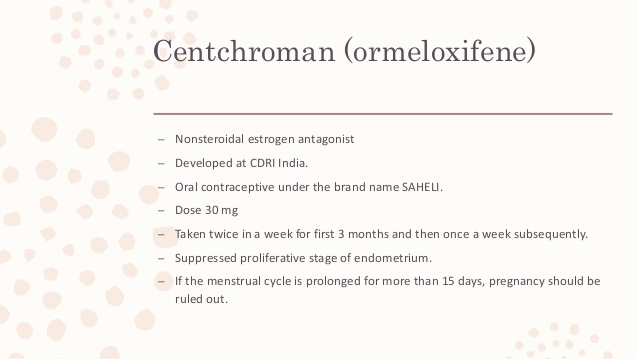 Centchroman (ormeloxifene)
– Nonsteroidal estrogen antagonist
– Developed at CDRI India.
– Oral contraceptive under the brand name SAHELI.
– Dose 30 mg
– Taken twice in a week for first 3 months and then once a week subsequently.
– Suppressed proliferative stage of endometrium.
– If the menstrual cycle is prolonged for more than 15 days, pregnancy should be
ruled out.